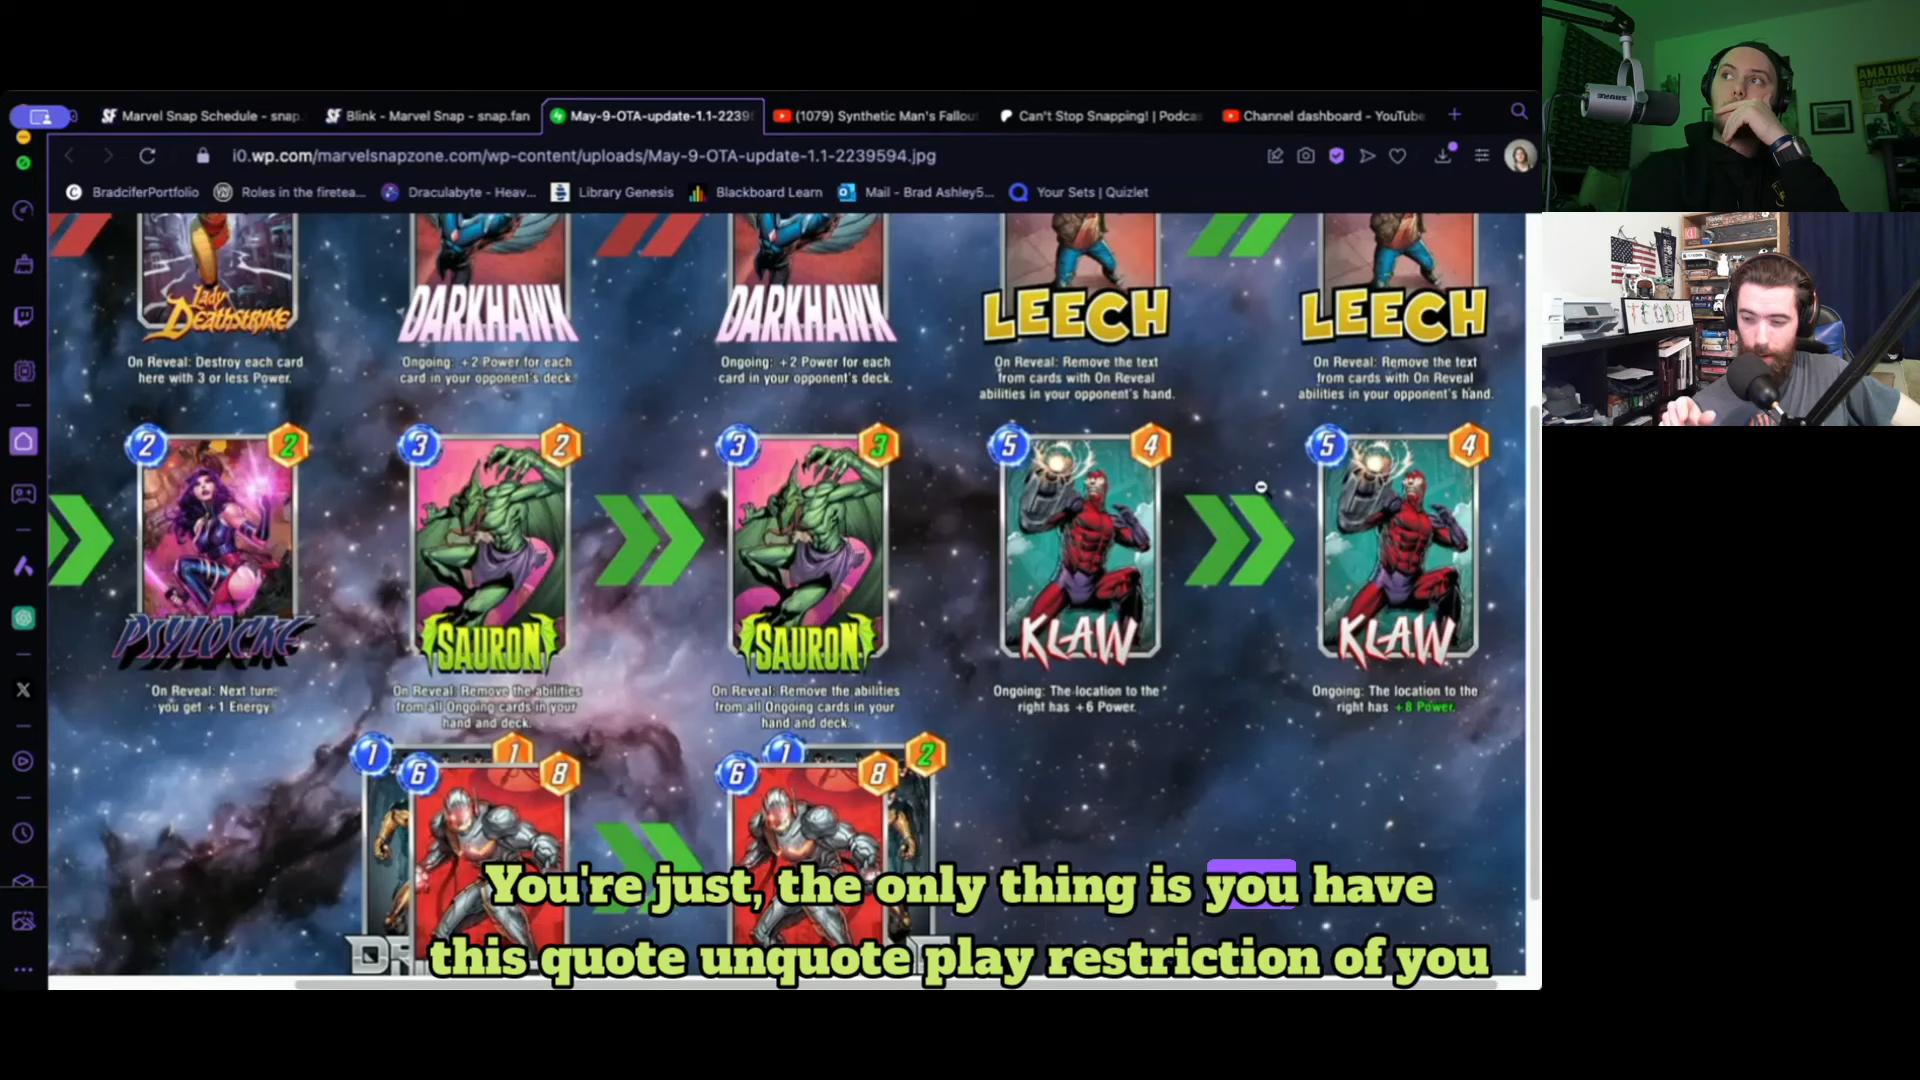 Marvel Snap Schedule - snap.
Blink - Marvel Snap - snap.fan
May-9-OTA-update-1.1-2239
(1079) Synthetic Man's Fallou
Can't Stop Snapping! | Podca
Channel dashboard - YouTube
i0.wp.com/marvelsnapzone.com/wp-content/uploads/May-9-OTA-update-1.1-2239594.jpg
BradciferPortfolio
Roles in the firetea...
Draculabyte - Heav...
Library Genesis
Blackboard Learn
Mail - Brad Ashley5...
Your Sets | Quizlet
Lady
Deathstrike
DARKHAWK
DARKHAWK
LEECH
LEECH
On Reveal: Destroy each card
here with 3 or less Power.
Ongoing: +2 Power for each
card in your opponent's deck.
Ongoing: +2 Power for each
card in your opponent's deck.
On Reveal: Remove the text
from cards with On Reveal
abilities in your opponent's hand.
On Reveal: Remove the text
from cards with On Reveal
abilities in your opponent's hand.
2 2
3 2
3 3
5 4
5 4
PSYLOCKE
SAURON
SAURON
KLAW
KLAW
On Reveal: Next turn,
you get +1 Energy.
On Reveal: Remove the abilities
from all Ongoing cards in your
hand and deck.
On Reveal: Remove the abilities
from all Ongoing cards in your
hand and deck.
Ongoing: The location to the
right has +6 Power.
Ongoing: The location to the
right has +8 Power.
1 1
6 8
1 2
6 8
You're just, the only thing is you have
this quote unquote play restriction of you
AMAZING
FANTASY
SHURE